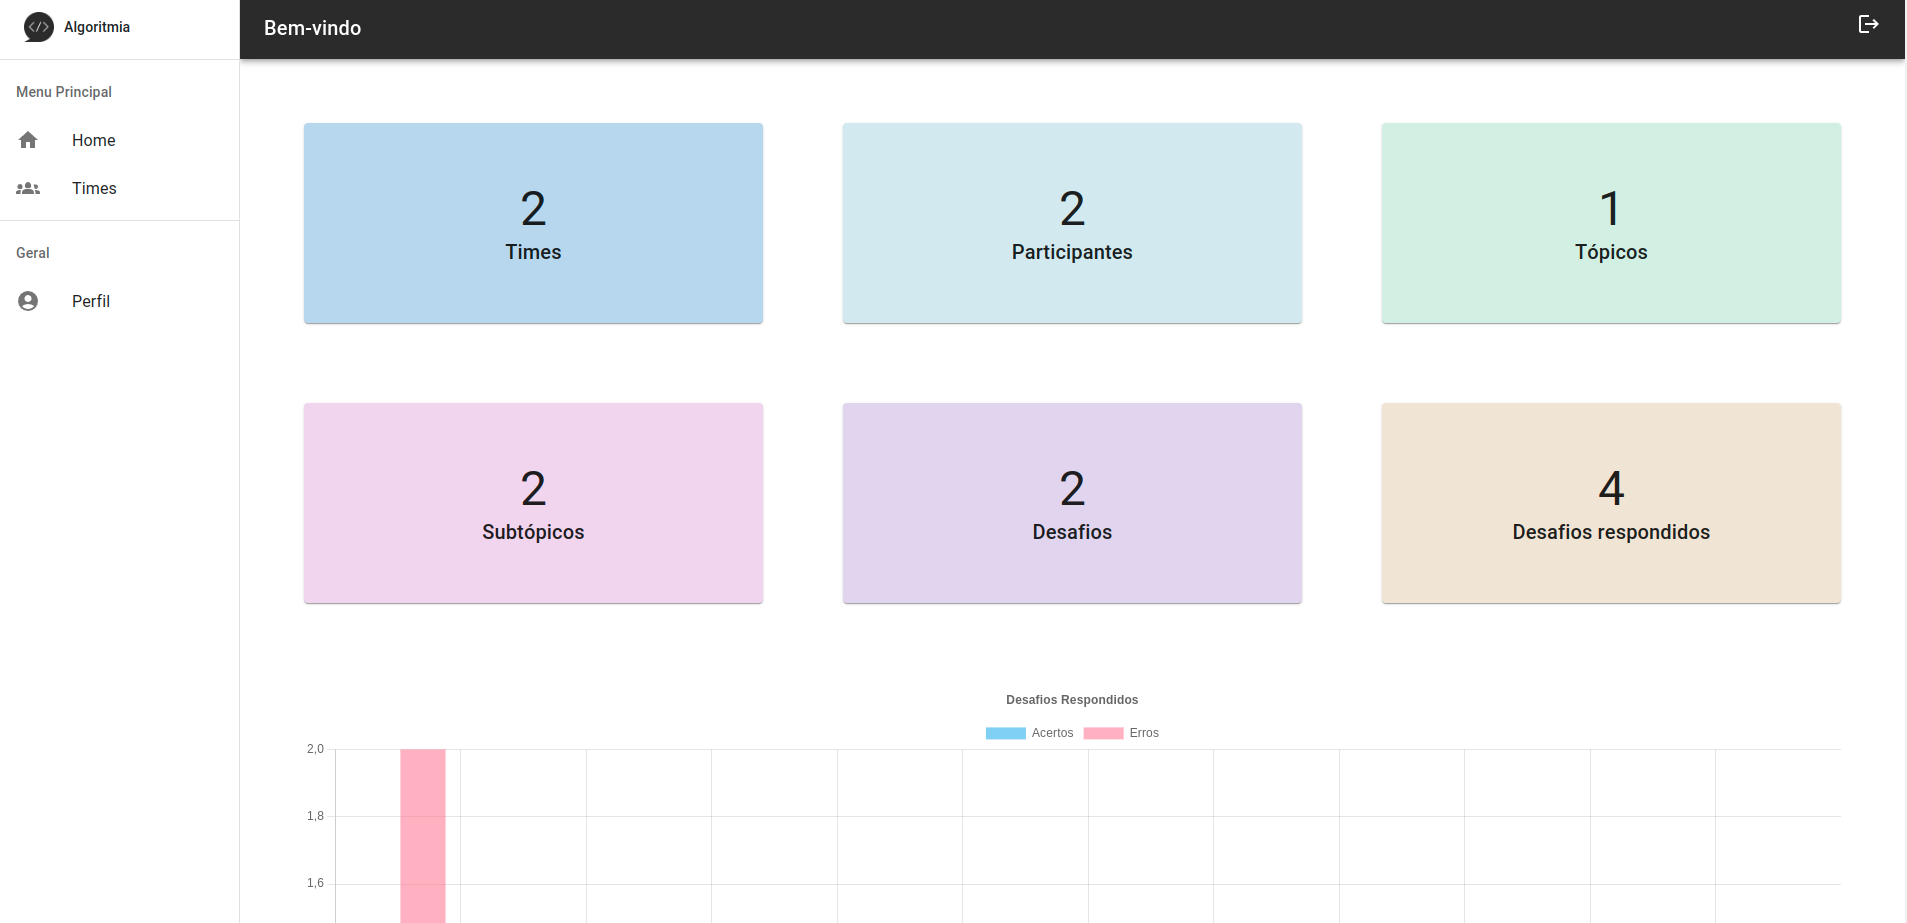 Algoritmia
Bem-vindo
Menu Principal
Home
Times
Geral
Perfil
2
Times
2
Participantes
1
Tópicos
2
Subtópicos
2
Desafios
4
Desafios respondidos
Desafios Respondidos
Acertos Erros
2,0
1,8
1,6